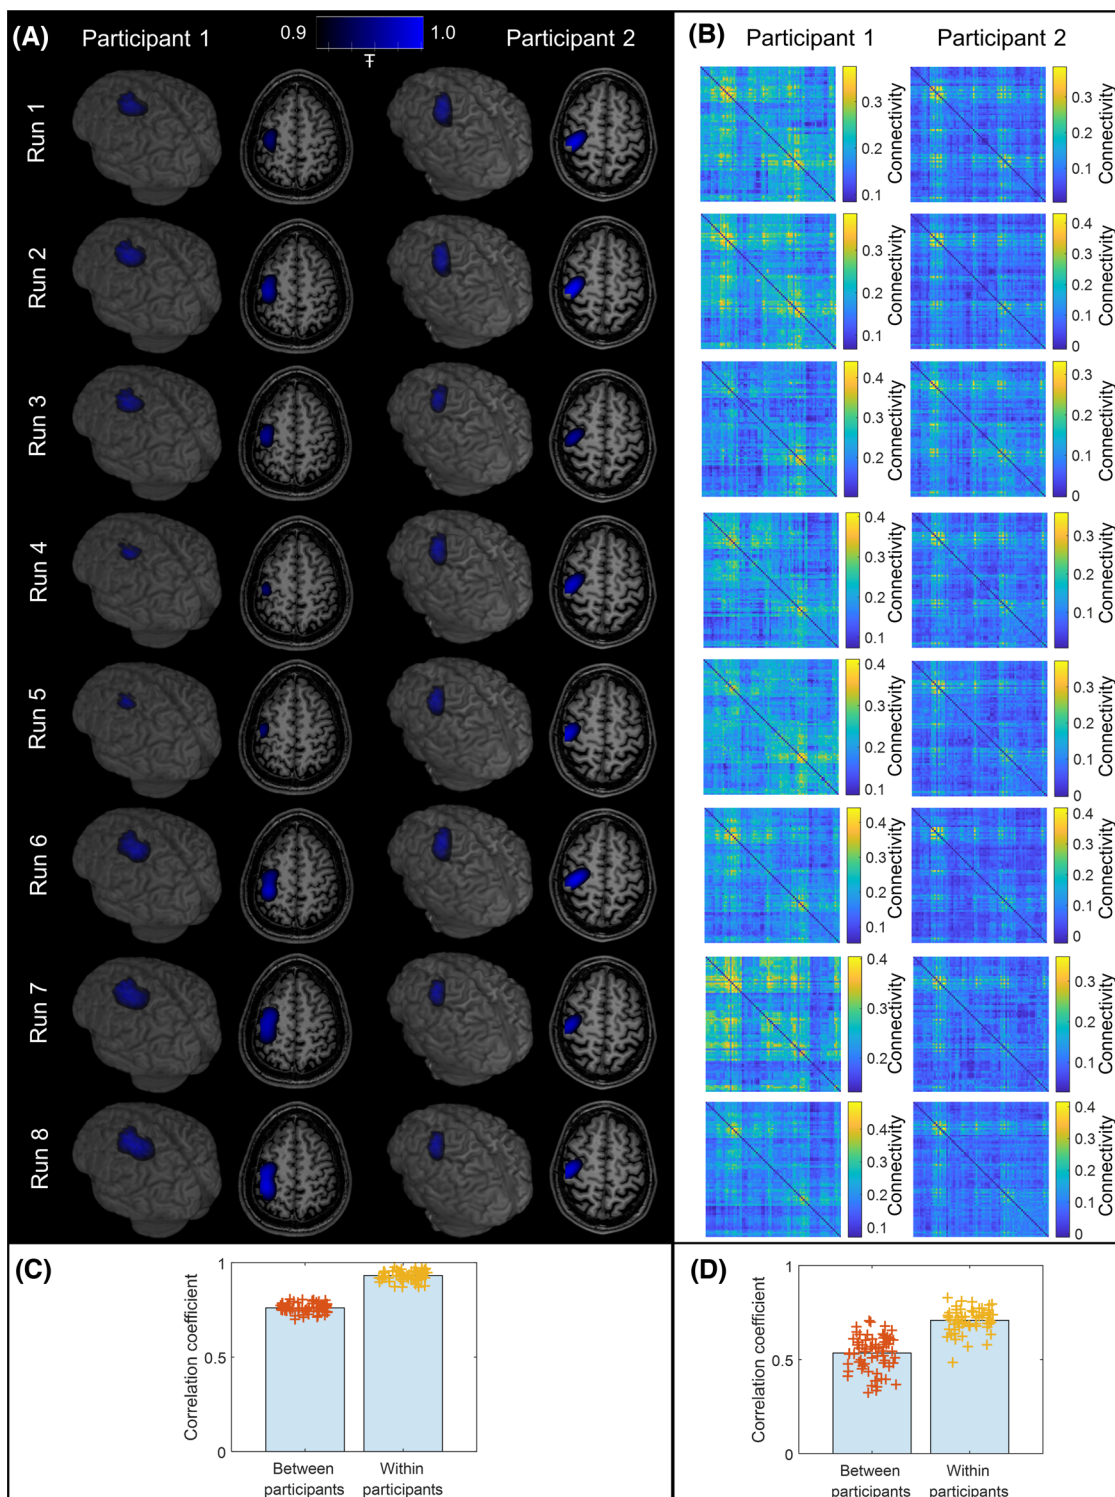 (A)
Participant 1
0.9
1.0
Ŧ
Participant 2
Run 1
Run 2
Run 3
Run 4
Run 5
Run 6
Run 7
Run 8
(B)
Participant 1
Participant 2
0.3
0.2
0.1
Connectivity
0.3
0.2
0.1
Connectivity
0.3
0.2
0.1
Connectivity
0.4
0.3
0.2
0.1
0
Connectivity
0.4
0.3
0.2
Connectivity
0.3
0.2
0.1
0
Connectivity
0.4
0.3
0.2
0.1
Connectivity
0.3
0.2
0.1
Connectivity
0.4
0.3
0.2
0.1
Connectivity
0.3
0.2
0.1
0
Connectivity
0.4
0.3
0.2
0.1
Connectivity
0.4
0.3
0.2
0.1
0
Connectivity
0.4
0.3
0.2
Connectivity
0.3
0.2
0.1
0
Connectivity
0.4
0.3
0.2
0.1
Connectivity
0.4
0.3
0.2
0.1
0
Connectivity
(C)
Correlation coefficient
1
0.5
0
Between
participants
Within
participants
(D)
Correlation coefficient
1
0.5
0
Between
participants
Within
participants